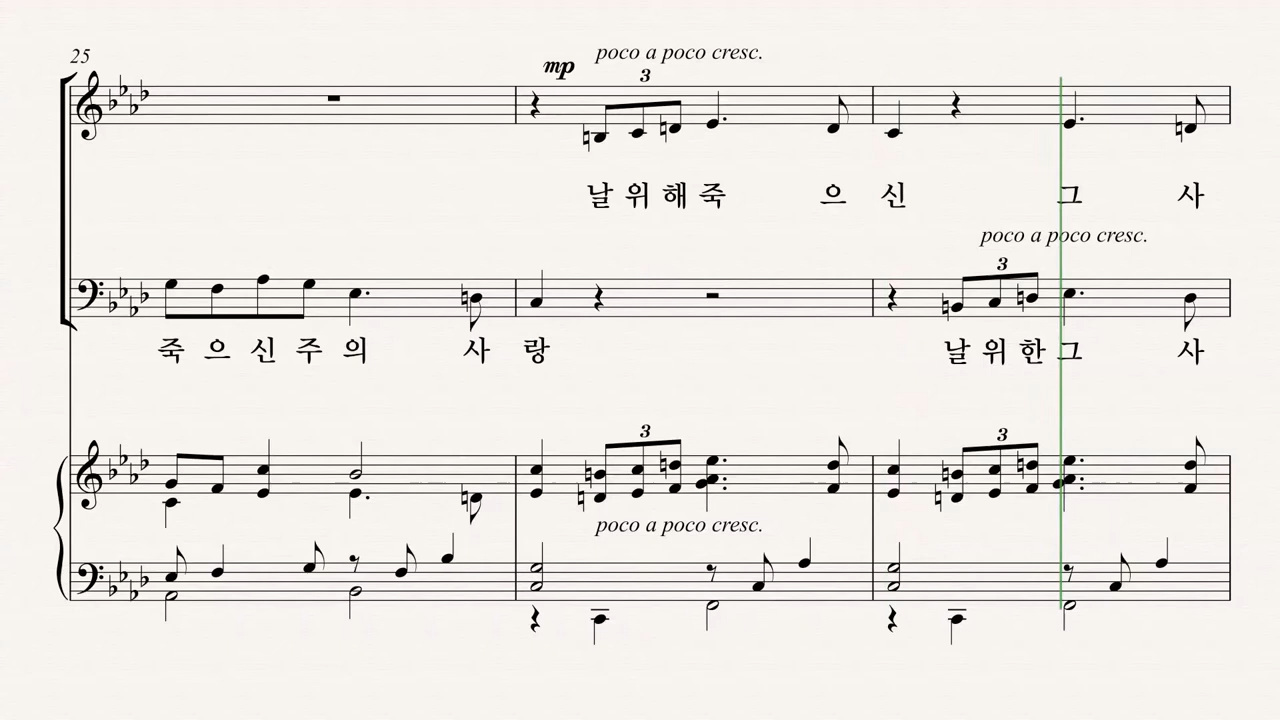 25
mp
poco a poco cresc.
3
날 위 해 죽 으 신 그 사
poco a poco cresc.
3
죽 으 신 주 의 사 랑 날 위 한 그 사
3
3
poco a poco cresc.